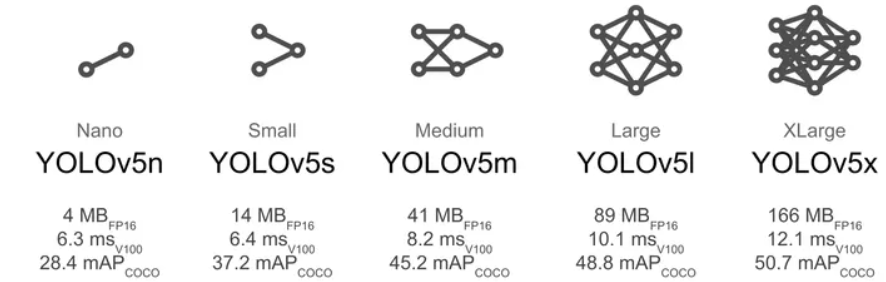 Nano Small Medium Large XLarge
YOLOv5n YOLOv5s YOLOv5m YOLOv5l YOLOv5x
4 MB FP16 14 MB FP16 41 MB FP16 89 MB FP16 166 MB FP16
6.3 ms V100 6.4 ms V100 8.2 ms V100 10.1 ms V100 12.1 ms V100
28.4 mAP COCO 37.2 mAP COCO 45.2 mAP COCO 48.8 mAP COCO 50.7 mAP COCO